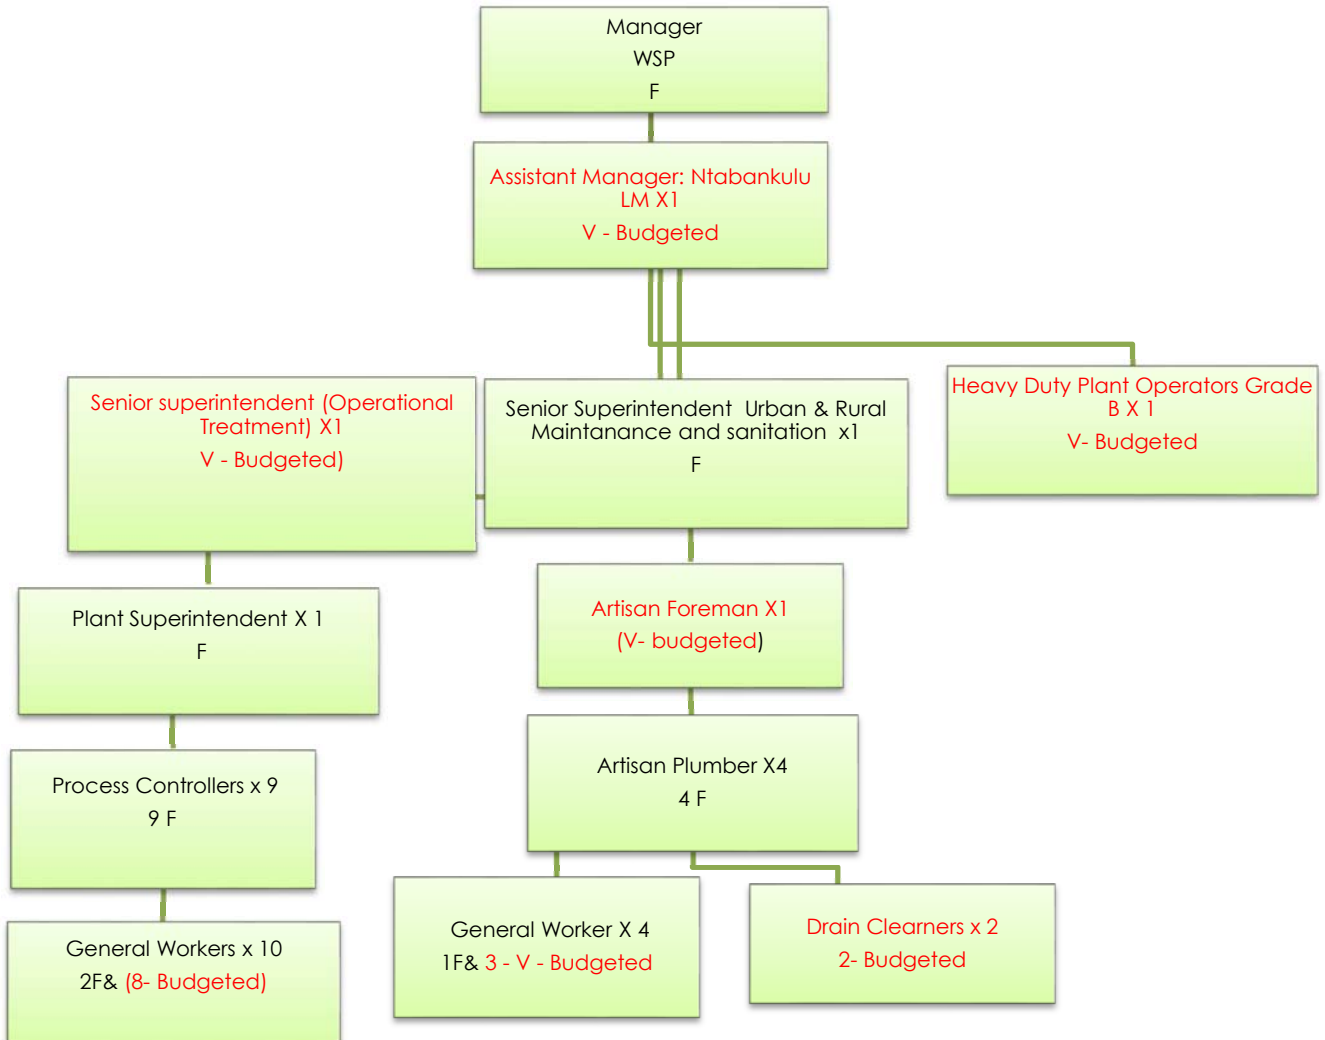 Manager
WSP
F
Assistant Manager: Ntabankulu
LM X1
V - Budgeted
Senior superintendent (Operational
Treatment) X1
V - Budgeted)
Senior Superintendent  Urban & Rural
Maintanance and sanitation  x1
F
Heavy Duty Plant Operators Grade
B X 1
V- Budgeted
Plant Superintendent X 1
F
Artisan Foreman X1
(V- budgeted)
Process Controllers x 9
9 F
Artisan Plumber X4
4 F
General Workers x 10
2F& (8- Budgeted)
General Worker X 4
1F& 3 - V - Budgeted
Drain Clearners x 2
2- Budgeted